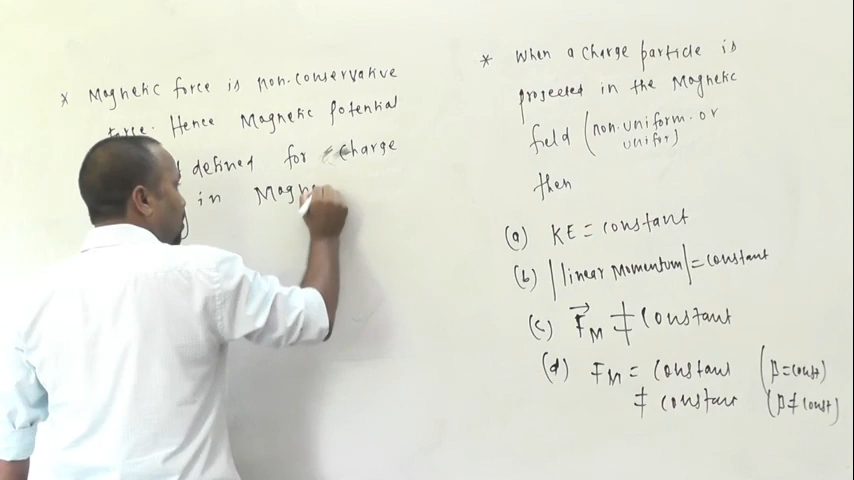 * Magnetic force is non-conservative
force. Hence Magnetic Potential
defined for charge
in Magn
* When a charge particle is
projected in the Magnetic
field (non-uniform or
unifor)
then
(a) KE = constant
(b) |linear Momentum| = constant
(c) F⃗M ≠ constant
(d) FM = constant (B = const)
≠ constant (B ≠ const)